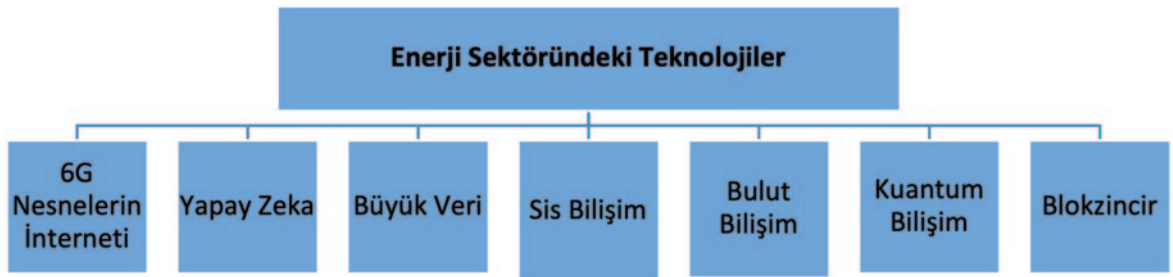 Enerji Sektöründeki Teknolojiler
6G
Nesnelerin
İnterneti
Yapay Zeka
Büyük Veri
Sis Bilişim
Bulut
Bilişim
Kuantum
Bilişim
Blokzincir